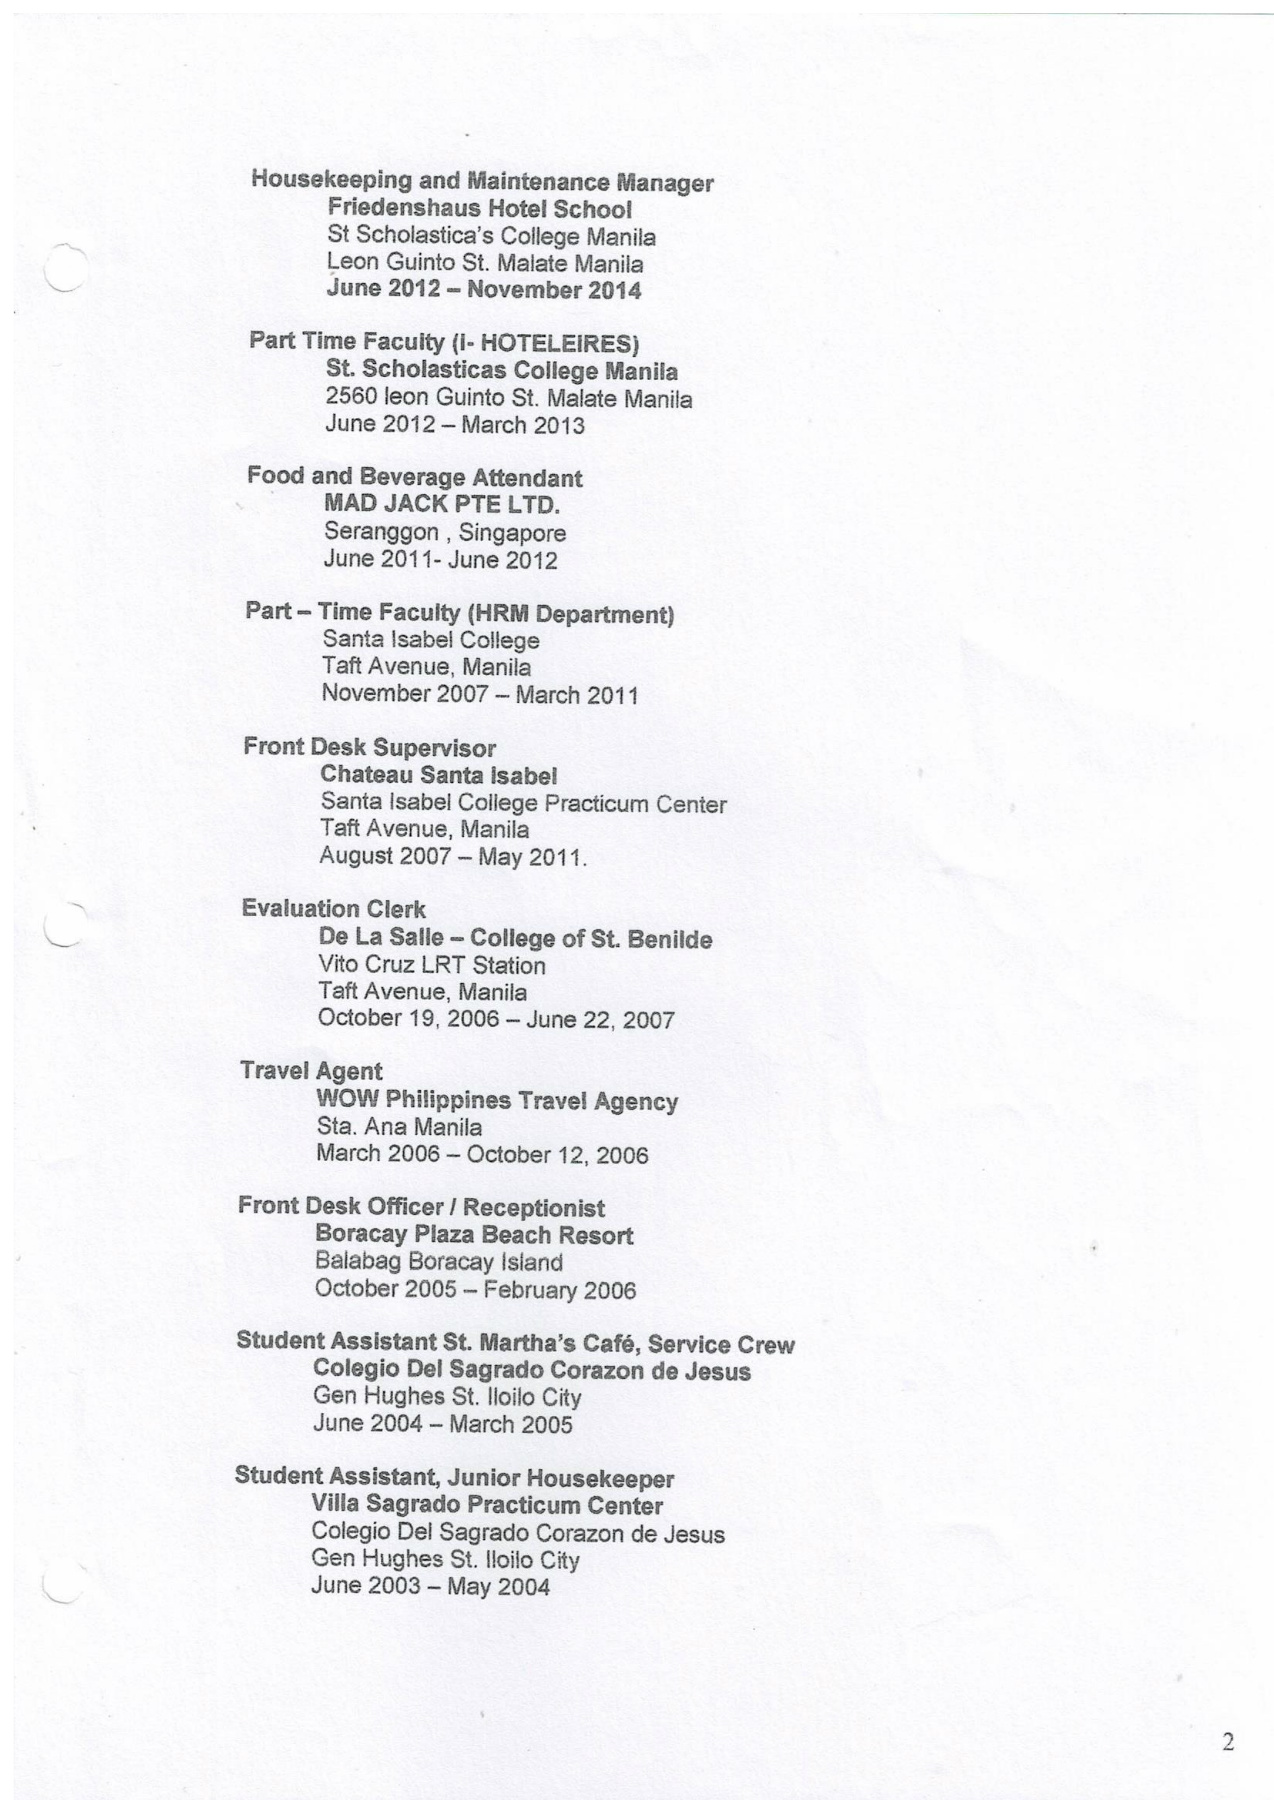 Housekeeping and Maintenance Manager
Friedenshaus Hotel School
St Scholastica's College Manila
Leon Guinto St. Malate Manila
June 2012 – November 2014
Part Time Faculty (i- HOTELEIRES)
St. Scholasticas College Manila
2560 leon Guinto St. Malate Manila
June 2012 – March 2013
Food and Beverage Attendant
MAD JACK PTE LTD.
Seranggon , Singapore
June 2011- June 2012
Part – Time Faculty (HRM Department)
Santa Isabel College
Taft Avenue, Manila
November 2007 – March 2011
Front Desk Supervisor
Chateau Santa Isabel
Santa Isabel College Practicum Center
Taft Avenue, Manila
August 2007 – May 2011.
Evaluation Clerk
De La Salle – College of St. Benilde
Vito Cruz LRT Station
Taft Avenue, Manila
October 19, 2006 – June 22, 2007
Travel Agent
WOW Philippines Travel Agency
Sta. Ana Manila
March 2006 – October 12, 2006
Front Desk Officer / Receptionist
Boracay Plaza Beach Resort
Balabag Boracay Island
October 2005 – February 2006
Student Assistant St. Martha's Café, Service Crew
Colegio Del Sagrado Corazon de Jesus
Gen Hughes St. Iloilo City
June 2004 – March 2005
Student Assistant, Junior Housekeeper
Villa Sagrado Practicum Center
Colegio Del Sagrado Corazon de Jesus
Gen Hughes St. Iloilo City
June 2003 – May 2004
2